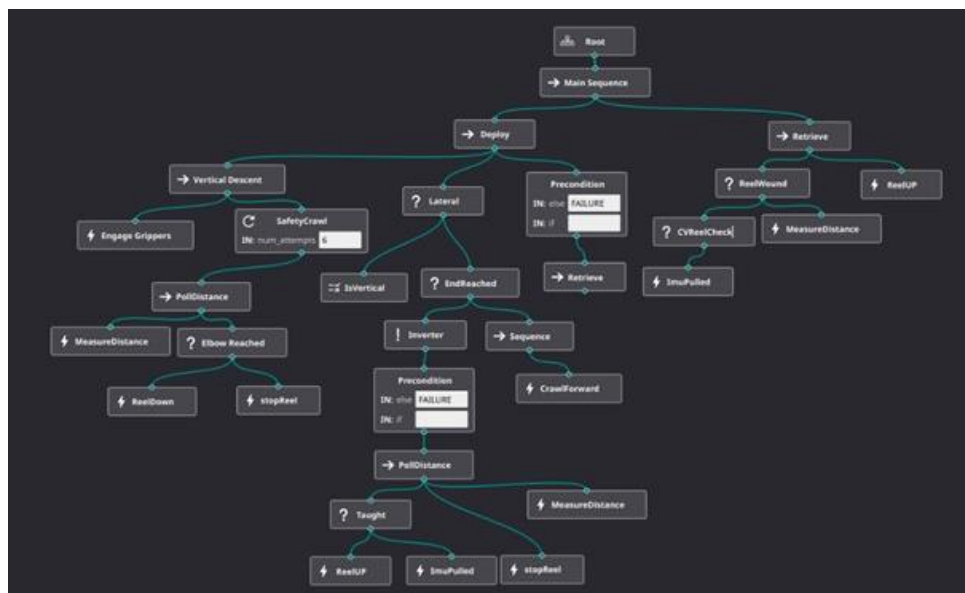 Root
Main Sequence
Deploy
Retrieve
Vertical Descent
Lateral
Precondition
IN: else FAILURE
IN: if
ReelWound
ReelUP
Engage Grippers
SafetyCrawl
IN: num_attempts 6
CVReelCheck
MeasureDistance
PollDistance
IsVertical
EndReached
Retrieve
ImuPulled
MeasureDistance
Elbow Reached
Inverter
Sequence
ReelDown
stopReel
Precondition
IN: else FAILURE
IN: if
CrawlForward
PollDistance
Taught
MeasureDistance
ReelUP
ImuPulled
stopReel